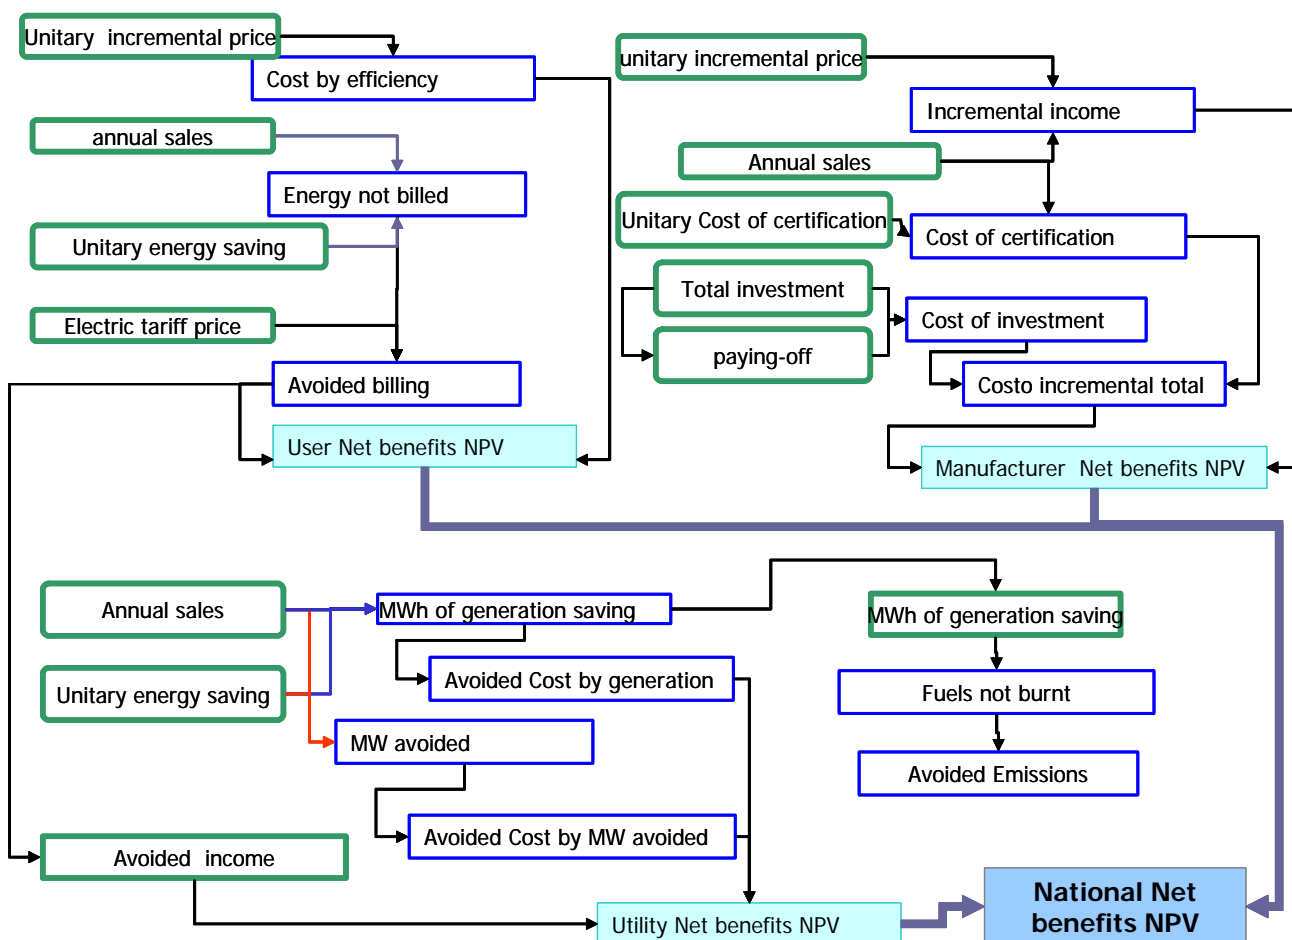 Unitary incremental price
Cost by efficiency
annual sales
Energy not billed
Unitary energy saving
Electric tariff price
Avoided billing
User Net benefits NPV
unitary incremental price
Incremental income
Annual sales
Unitary Cost of certification
Cost of certification
Total investment
Cost of investment
paying-off
Costo incremental total
Manufacturer Net benefits NPV
Annual sales
MWh of generation saving
MWh of generation saving
Unitary energy saving
Avoided Cost by generation
Fuels not burnt
MW avoided
Avoided Emissions
Avoided Cost by MW avoided
Avoided income
Utility Net benefits NPV
National Net
benefits NPV